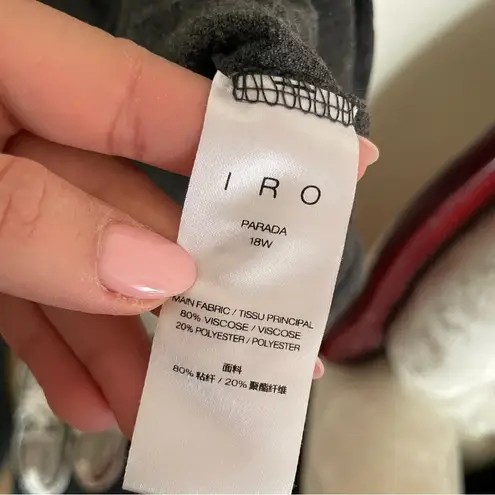 IRO
PARADA
18W
MAIN FABRIC / TISSU PRINCIPAL
80% VISCOSE / VISCOSE
20% POLYESTER / POLYESTER
面料
80% 粘纤 / 20% 聚酯纤维